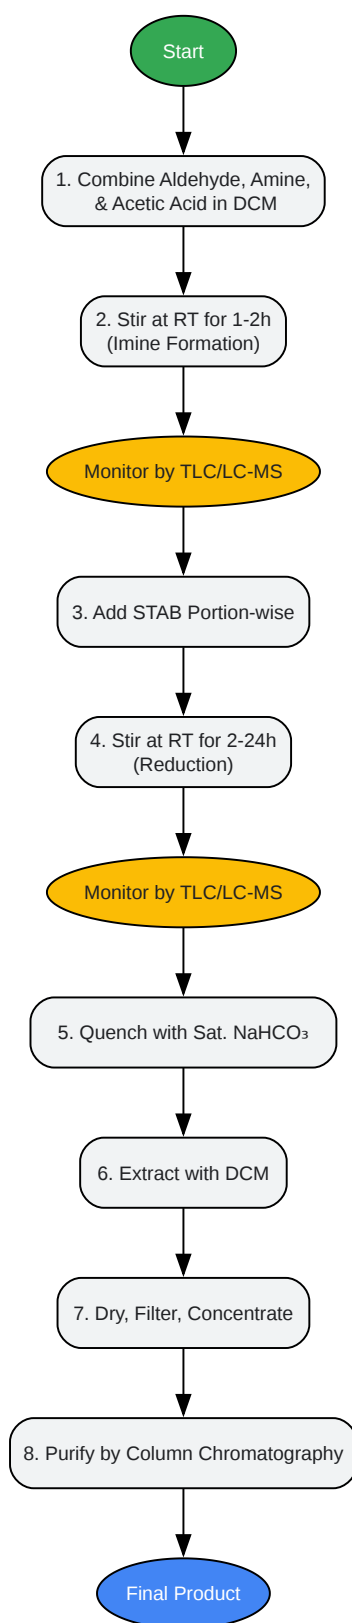 Start
1. Combine Aldehyde, Amine,
& Acetic Acid in DCM
2. Stir at RT for 1-2h
(Imine Formation)
Monitor by TLC/LC-MS
3. Add STAB Portion-wise
4. Stir at RT for 2-24h
(Reduction)
Monitor by TLC/LC-MS
5. Quench with Sat. NaHCO₃
6. Extract with DCM
7. Dry, Filter, Concentrate
8. Purify by Column Chromatography
Final Product